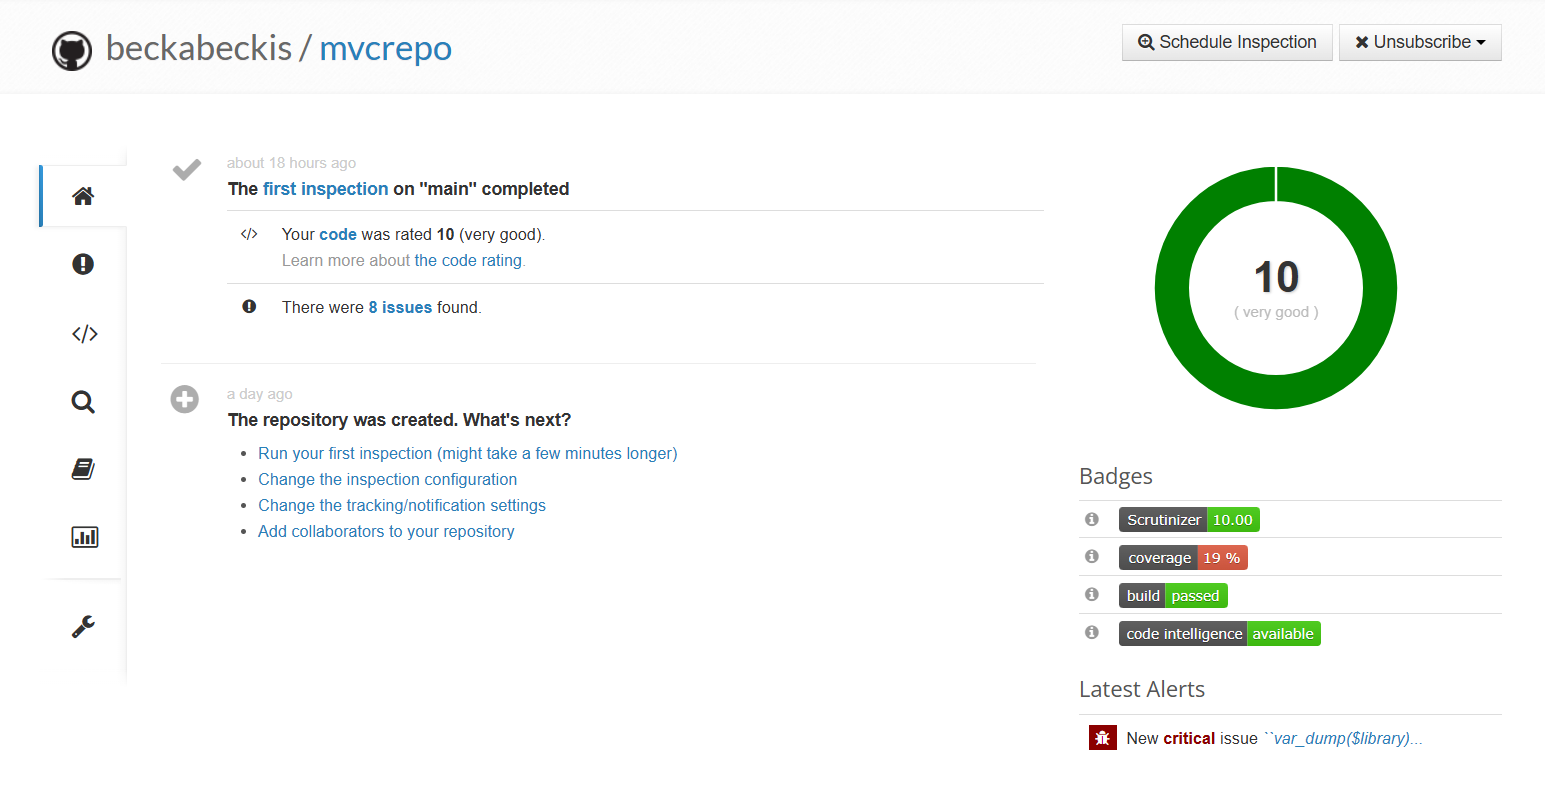 beckabeckis / mvcrepo
Schedule Inspection
Unsubscribe
about 18 hours ago
The first inspection on "main" completed
Your code was rated 10 (very good).
Learn more about the code rating.
There were 8 issues found.
a day ago
The repository was created. What's next?
Run your first inspection (might take a few minutes longer)
Change the inspection configuration
Change the tracking/notification settings
Add collaborators to your repository
10
( very good )
Badges
Scrutinizer 10.00
coverage 19 %
build passed
code intelligence available
Latest Alerts
New critical issue ``var_dump($library)...